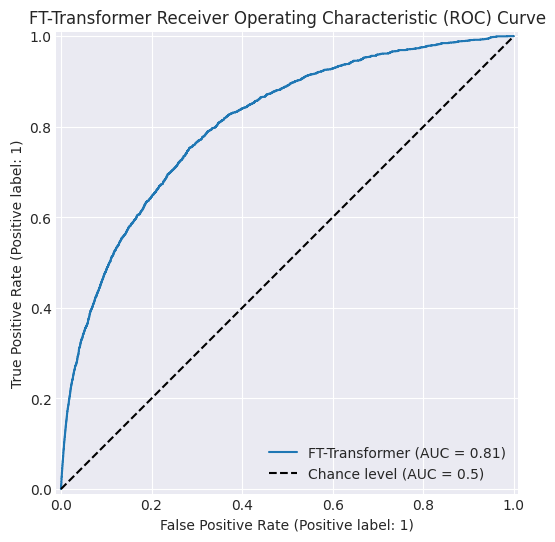 FT-Transformer Receiver Operating Characteristic (ROC) Curve
1.0
0.8
0.6
0.4
0.2
0.0
True Positive Rate (Positive label: 1)
FT-Transformer (AUC = 0.81)
Chance level (AUC = 0.5)
0.0 0.2 0.4 0.6 0.8 1.0
False Positive Rate (Positive label: 1)